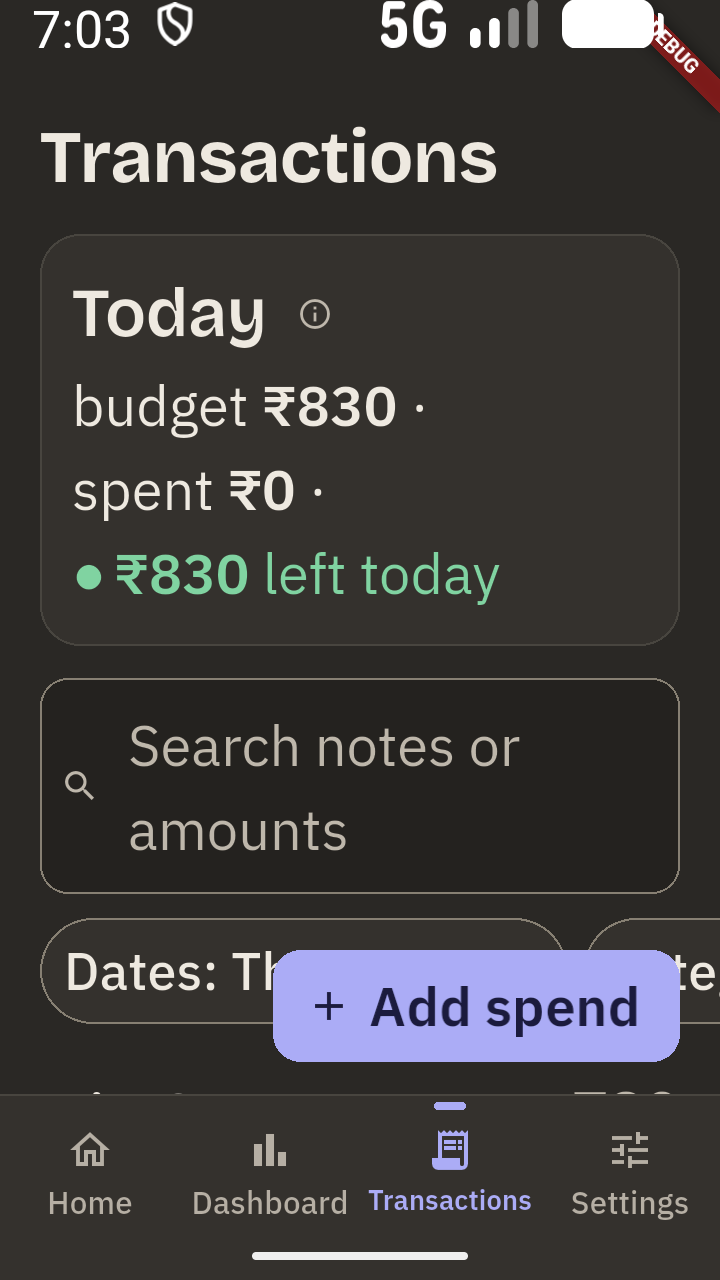 7:03
5G
DEBUG
Transactions
Today
budget ₹830 ·
spent ₹0 ·
● ₹830 left today
Search notes or
amounts
Dates:
+ Add spend
Home
Dashboard
Transactions
Settings